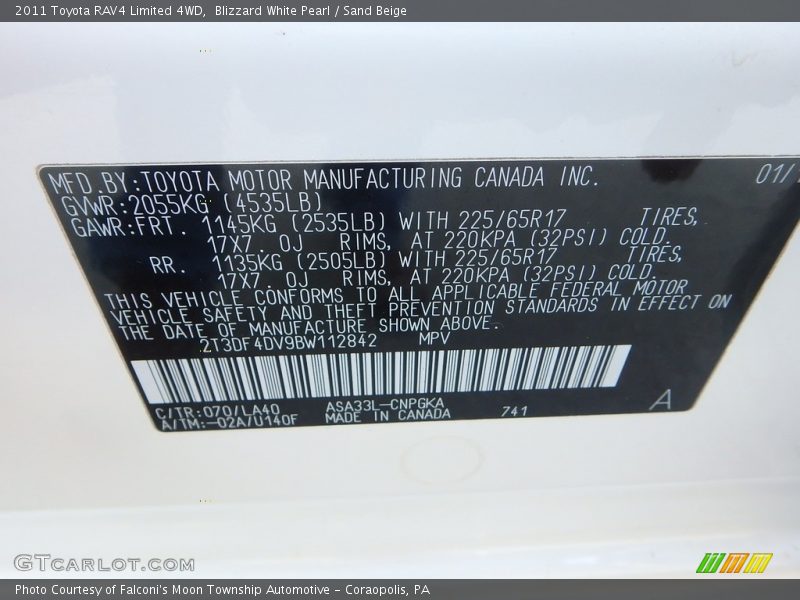 2011 Toyota RAV4 Limited 4WD,  Blizzard White Pearl / Sand Beige
MFD.BY:TOYOTA MOTOR MANUFACTURING CANADA INC. 01/1
GVWR:2055KG (4535LB)
GAWR:FRT. 1145KG (2535LB) WITH 225/65R17 TIRES,
17X7.0J RIMS, AT 220KPA (32PSI) COLD.
RR. 1135KG (2505LB) WITH 225/65R17 TIRES,
17X7.0J RIMS, AT 220KPA (32PSI) COLD.
THIS VEHICLE CONFORMS TO ALL APPLICABLE FEDERAL MOTOR
VEHICLE SAFETY AND THEFT PREVENTION STANDARDS IN EFFECT ON
THE DATE OF MANUFACTURE SHOWN ABOVE.
2T3DF4DV9BW112842 MPV
C/TR:070/LA40 ASA33L-CNPGKA 741 A
A/TM:-02A/U140F MADE IN CANADA
GTCARLOT.COM
Photo Courtesy of Falconi's Moon Township Automotive - Coraopolis, PA